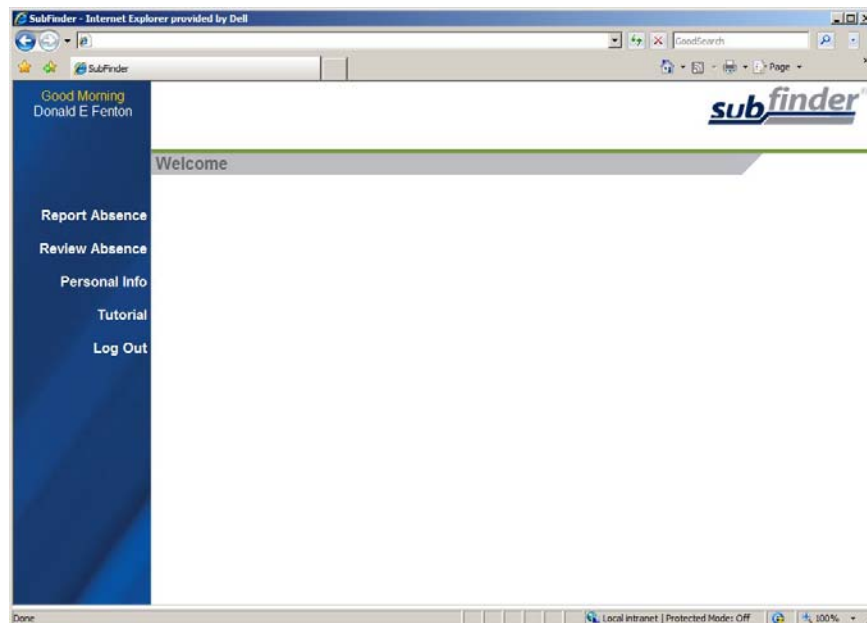 SubFinder - Internet Explorer provided by Dell
GoodSearch
SubFinder
Page
Good Morning
Donald E Fenton
subfinder
Welcome
Report Absence
Review Absence
Personal Info
Tutorial
Log Out
Done
Local intranet | Protected Mode: Off
100%